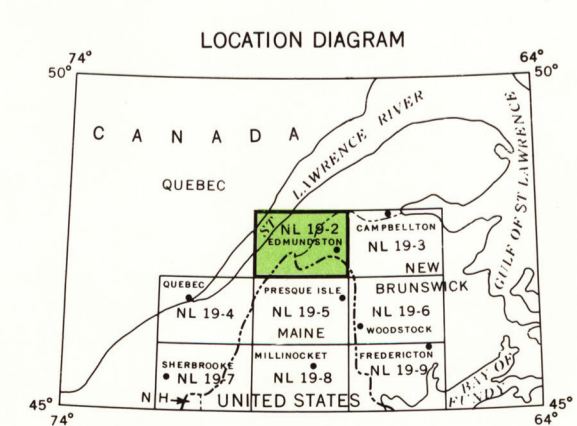 LOCATION DIAGRAM
74° 64°
50° 50°
CANADA
QUEBEC
ST LAWRENCE RIVER
GULF OF ST LAWRENCE
NL 19-2
EDMUNDSTON
CAMPBELLTON
NL 19-3
NEW
BRUNSWICK
QUEBEC
NL 19-4
PRESQUE ISLE
NL 19-5
MAINE
NL 19-6
WOODSTOCK
SHERBROOKE
NL 19-7
MILLINOCKET
NL 19-8
FREDERICTON
NL 19-9
BAY OF
FUNDY
N H
UNITED STATES
45° 45°
74° 64°